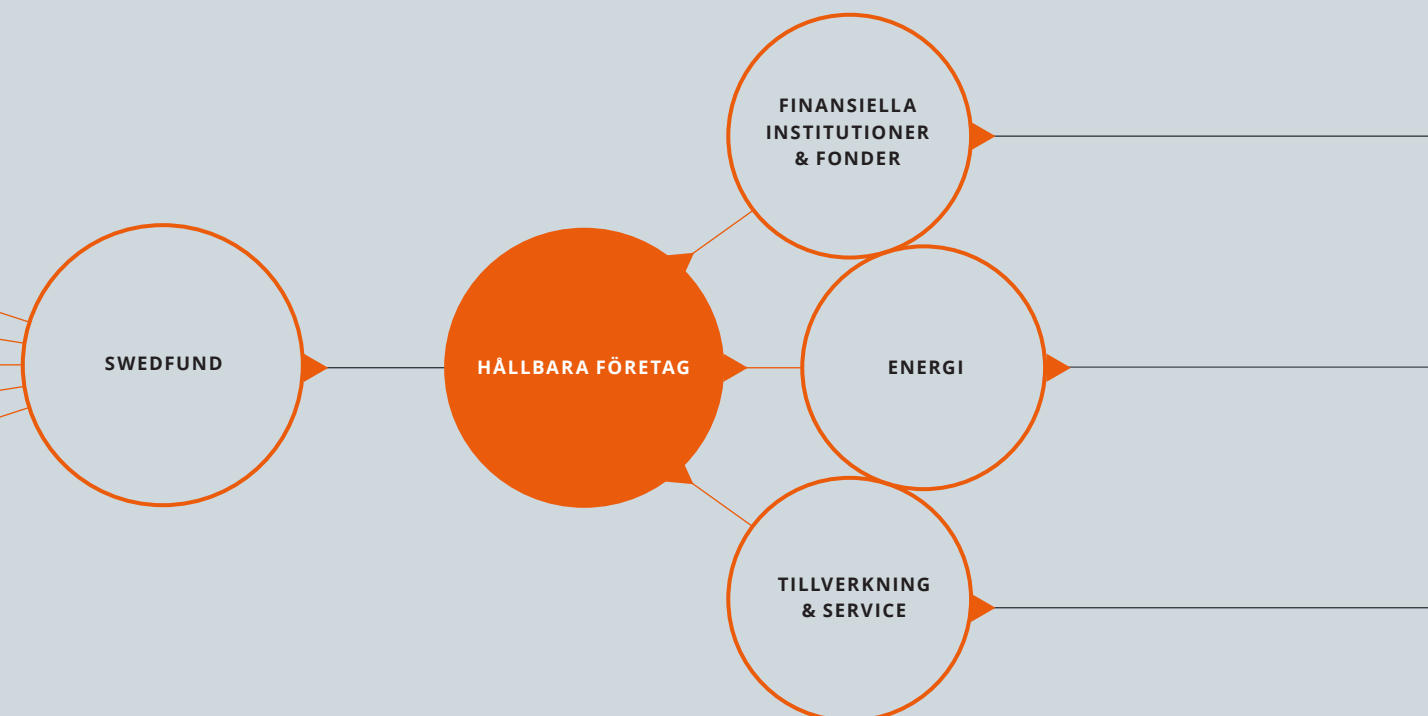 SWEDFUND
HÅLLBARA FÖRETAG
FINANSIELLA
INSTITUTIONER
& FONDER
ENERGI
TILLVERKNING
& SERVICE